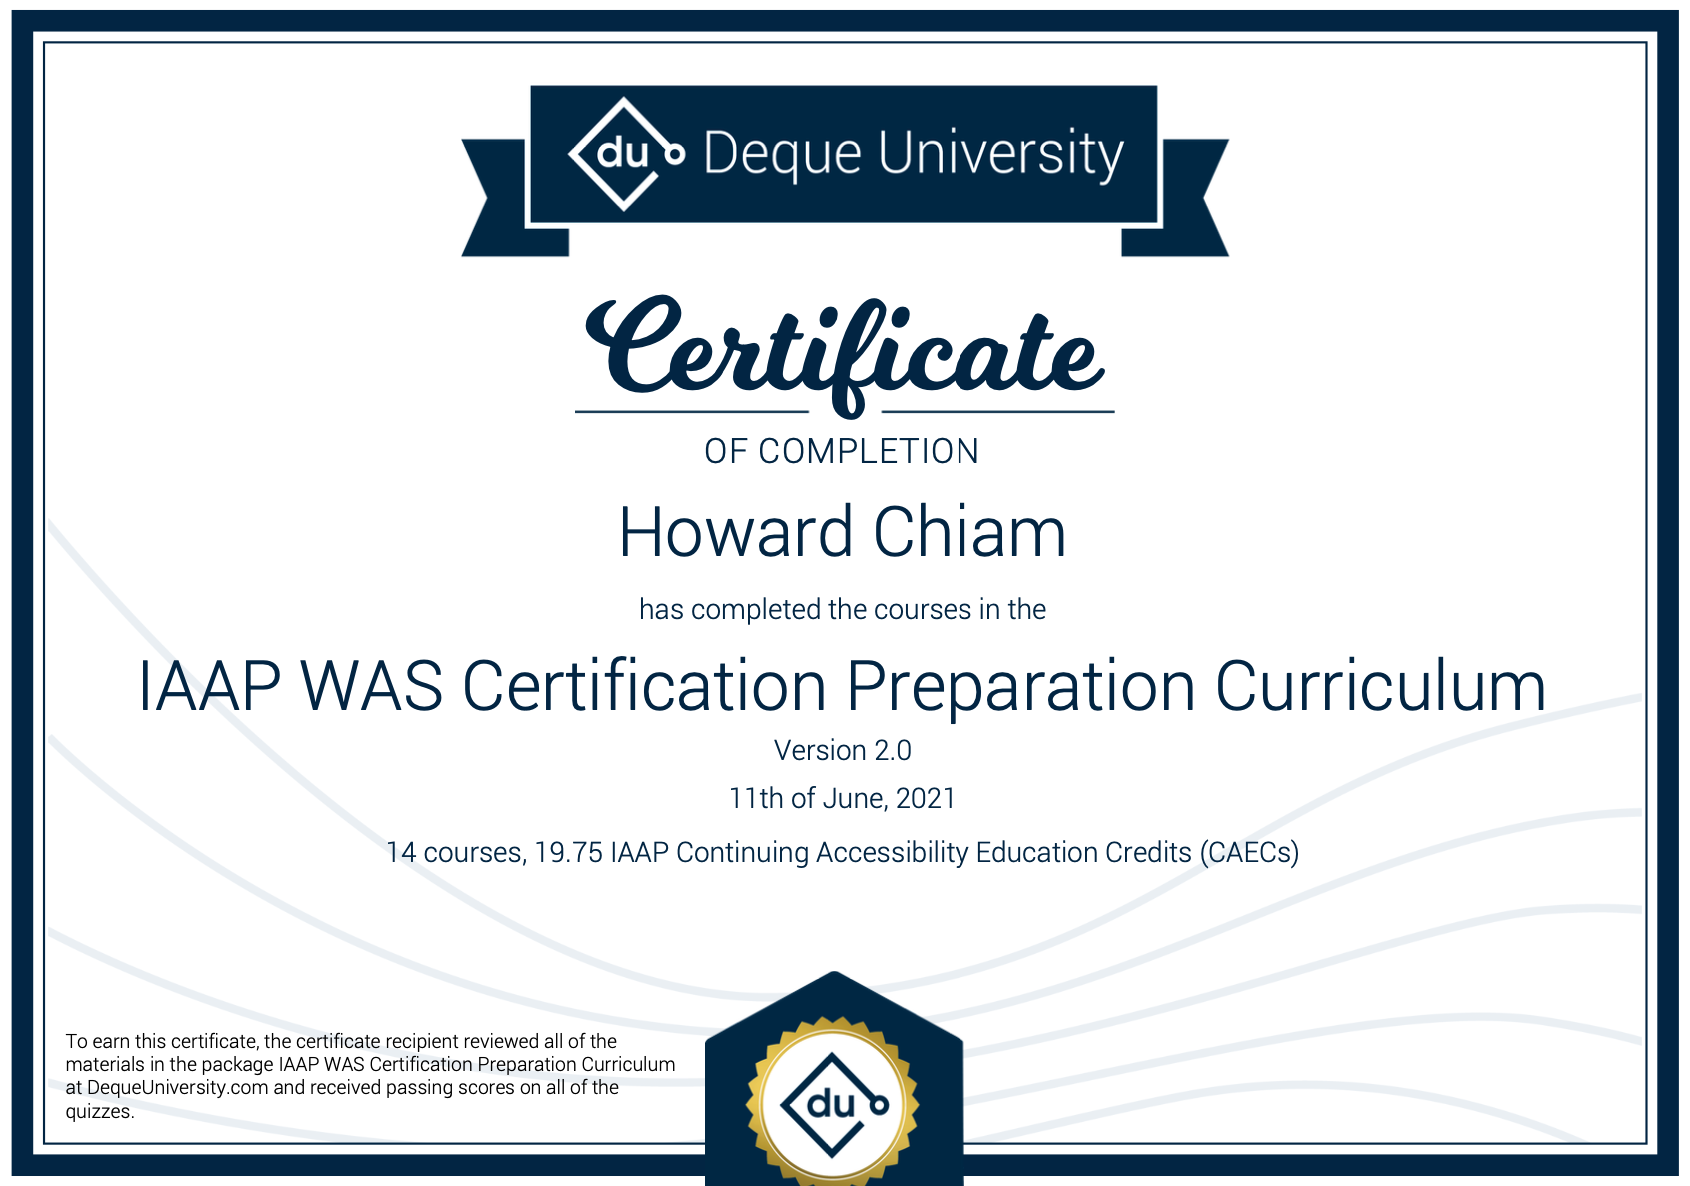 du Deque University
Certificate
OF COMPLETION
Howard Chiam
has completed the courses in the
IAAP WAS Certification Preparation Curriculum
Version 2.0
11th of June, 2021
14 courses, 19.75 IAAP Continuing Accessibility Education Credits (CAECs)
To earn this certificate, the certificate recipient reviewed all of the
materials in the package IAAP WAS Certification Preparation Curriculum
at DequeUniversity.com and received passing scores on all of the
quizzes.
du